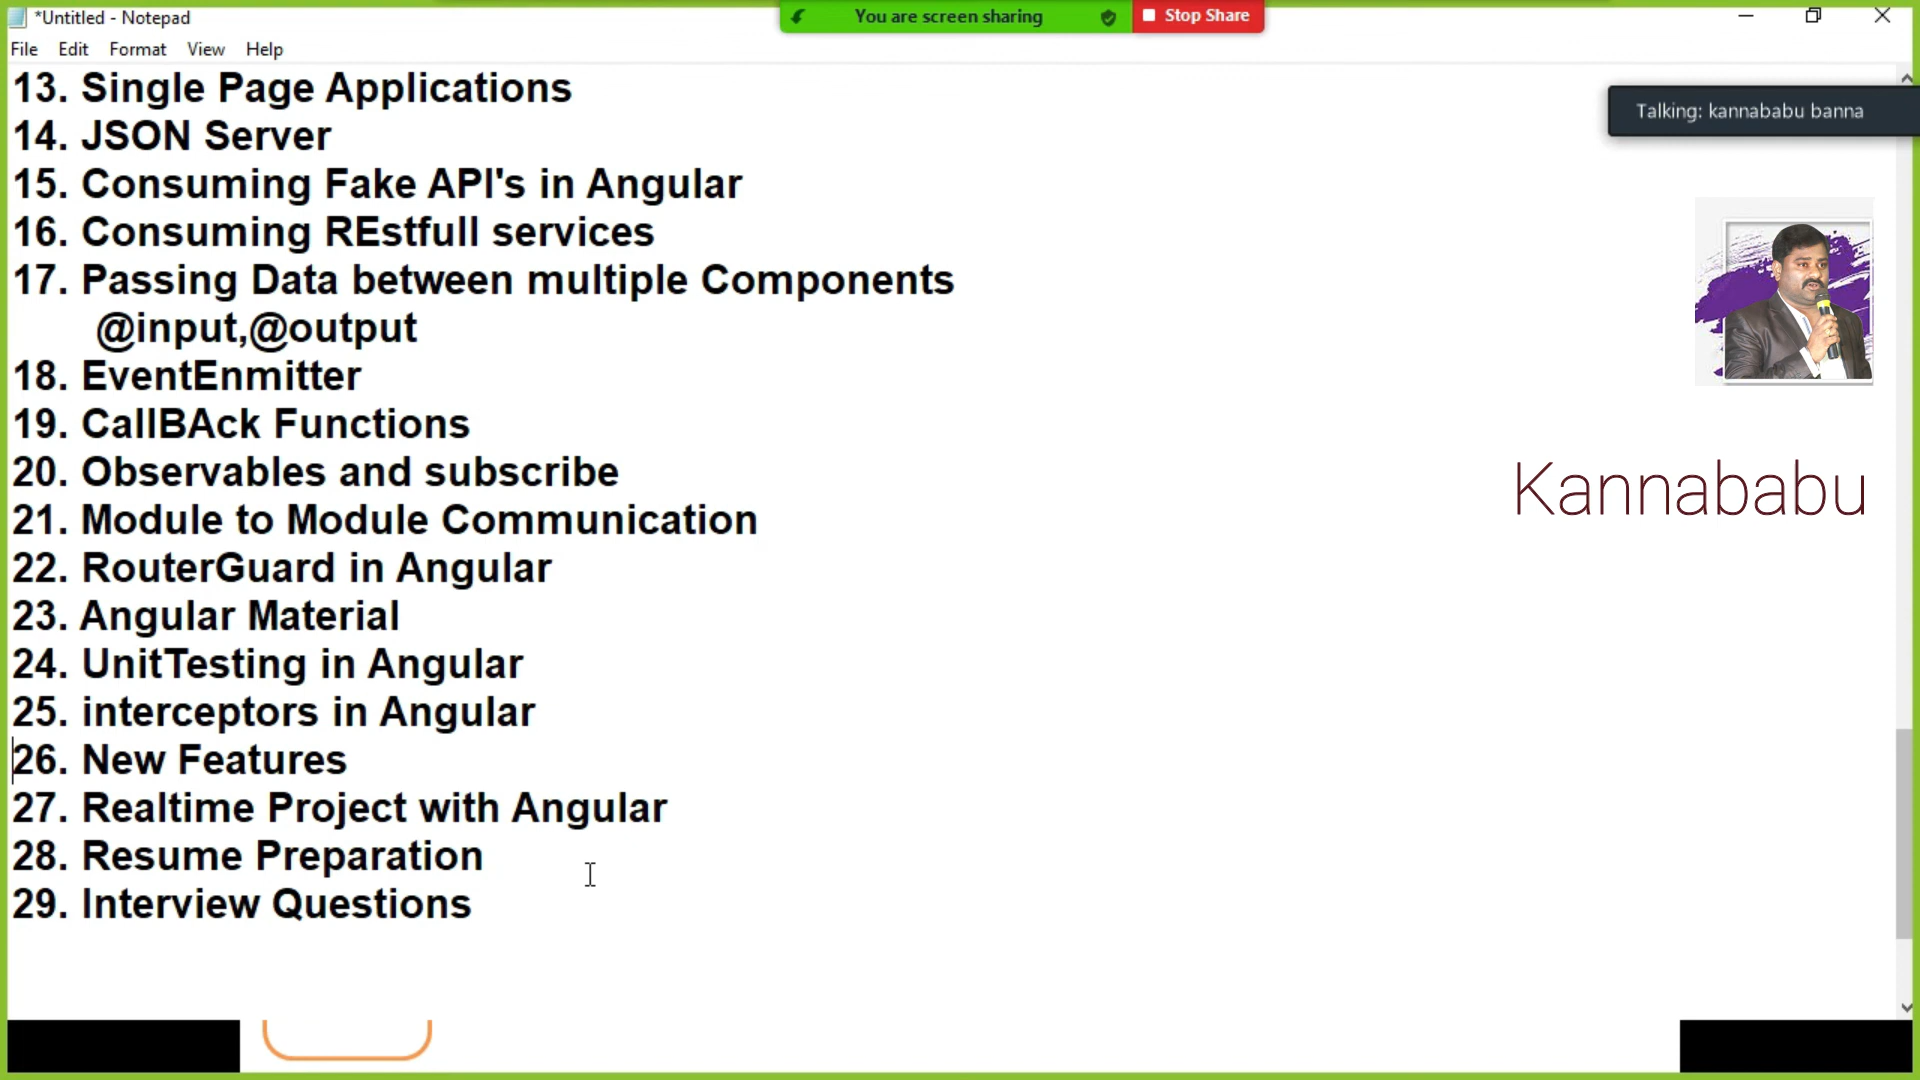 *Untitled - Notepad
You are screen sharing
Stop Share
File Edit Format View Help
13. Single Page Applications
Talking: kannababu banna
14. JSON Server
15. Consuming Fake API's in Angular
16. Consuming REstfull services
17. Passing Data between multiple Components
@input,@output
18. EventEnmitter
19. CallBAck Functions
20. Observables and subscribe
Kannababu
21. Module to Module Communication
22. RouterGuard in Angular
23. Angular Material
24. UnitTesting in Angular
25. interceptors in Angular
26. New Features
27. Realtime Project with Angular
28. Resume Preparation
29. Interview Questions